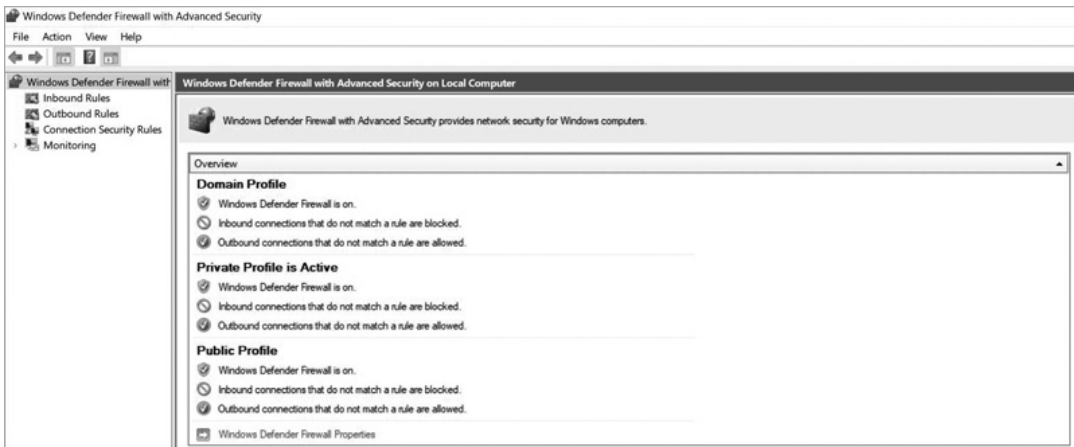 Windows Defender Firewall with Advanced Security
File Action View Help
Windows Defender Firewall with
Inbound Rules
Outbound Rules
Connection Security Rules
Monitoring
Windows Defender Firewall with Advanced Security on Local Computer
Windows Defender Firewall with Advanced Security provides network security for Windows computers.
Overview
Domain Profile
Windows Defender Firewall is on.
Inbound connections that do not match a rule are blocked.
Outbound connections that do not match a rule are allowed.
Private Profile is Active
Windows Defender Firewall is on.
Inbound connections that do not match a rule are blocked.
Outbound connections that do not match a rule are allowed.
Public Profile
Windows Defender Firewall is on.
Inbound connections that do not match a rule are blocked.
Outbound connections that do not match a rule are allowed.
Windows Defender Firewall Properties